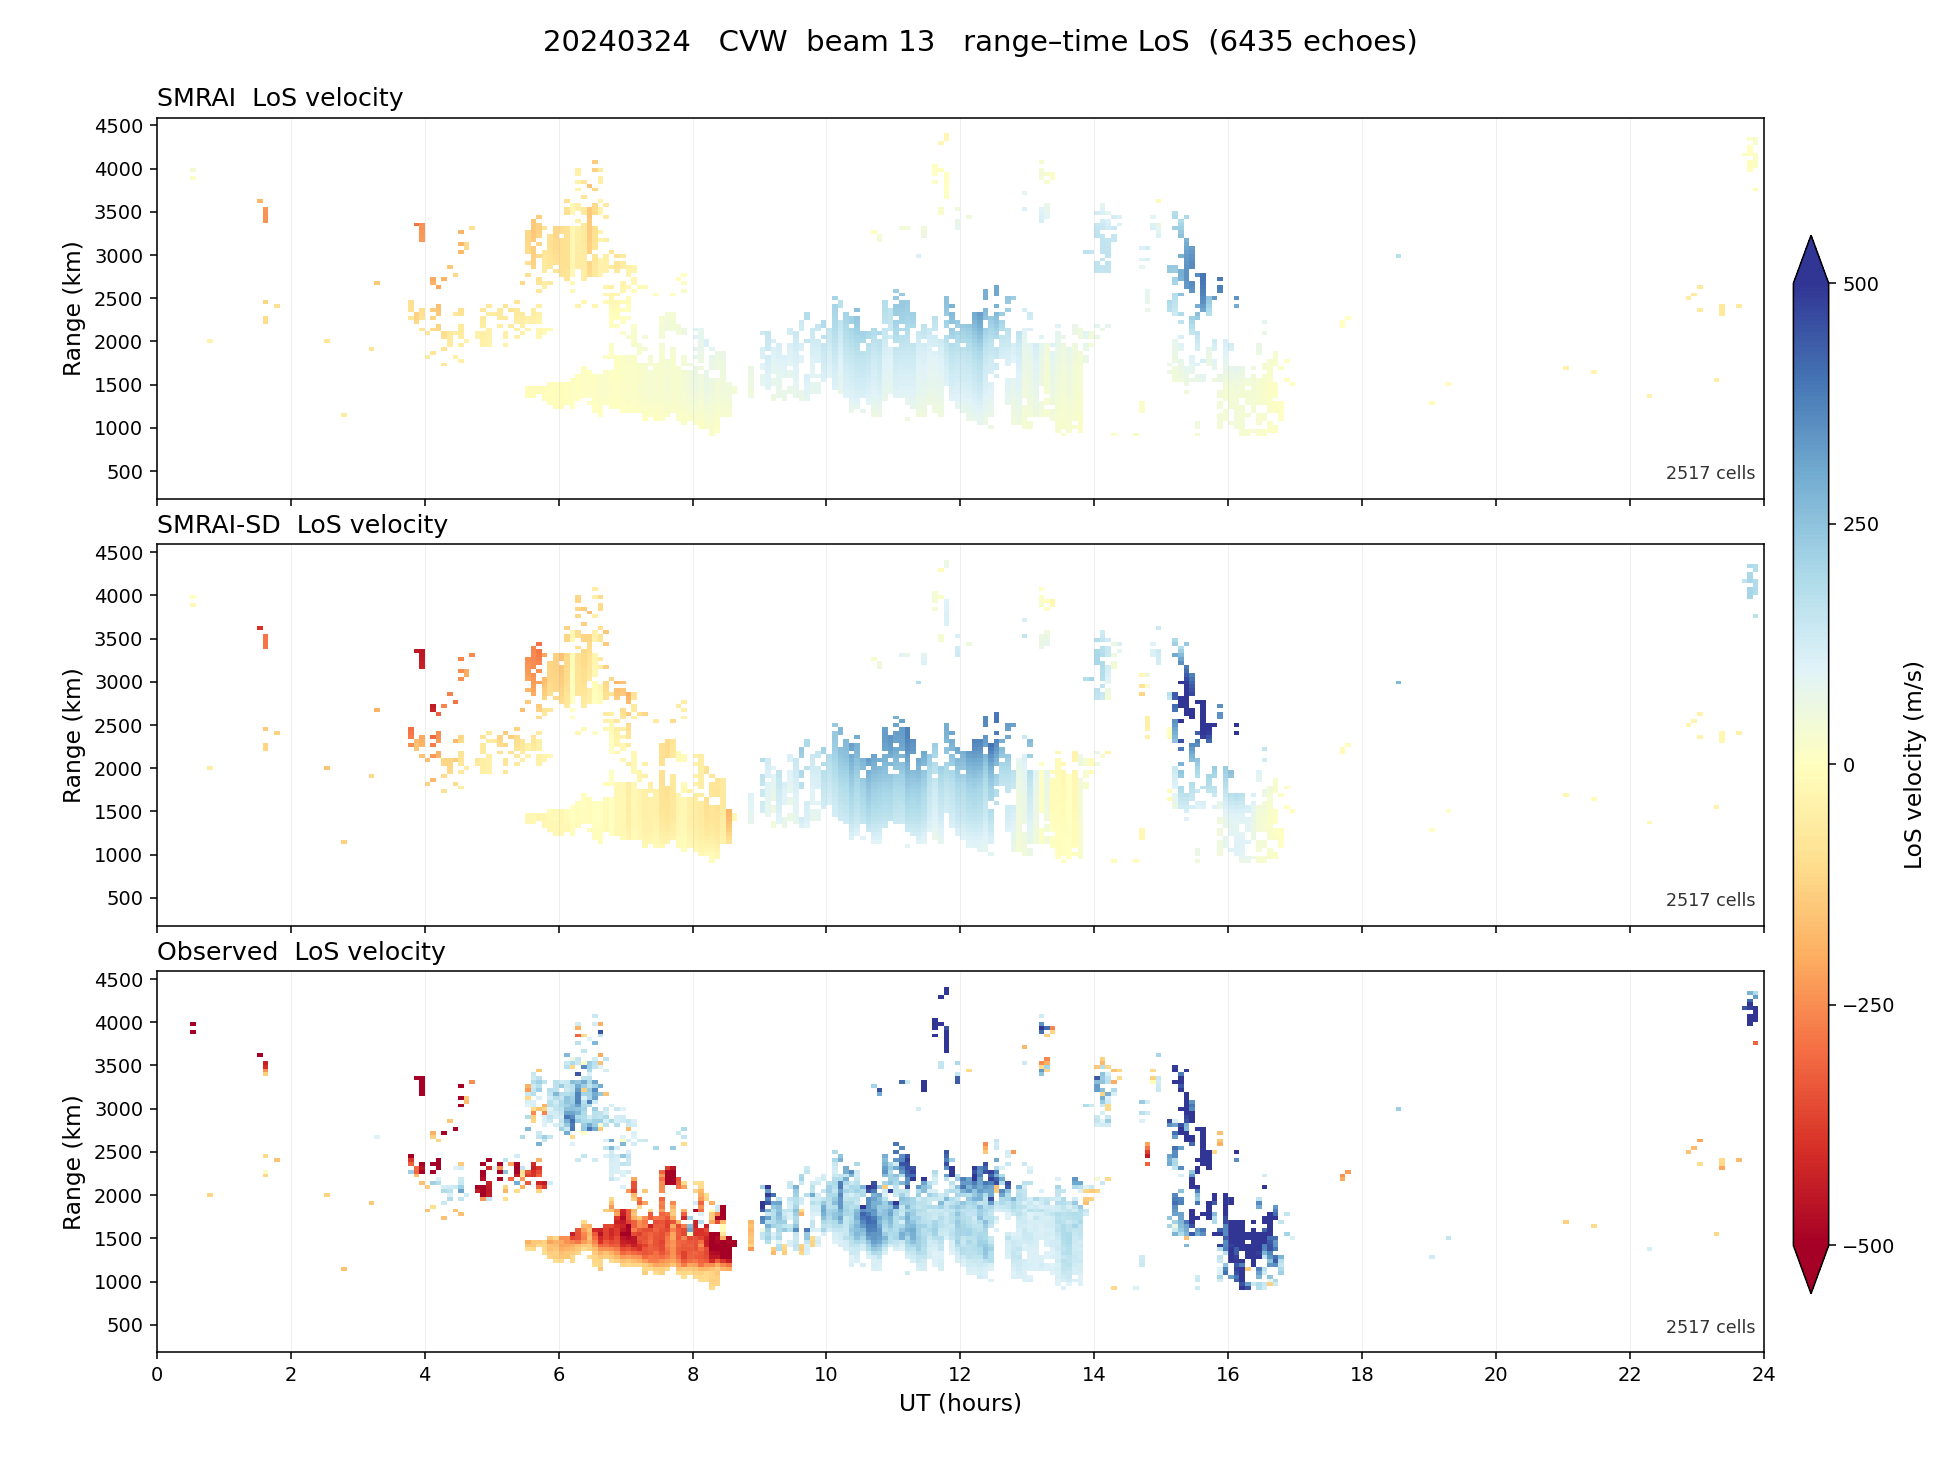 20240324   CVW  beam 13   range–time LoS  (6435 echoes)
SMRAI  LoS velocity
4500
4000
3500
3000
2500
2000
1500
1000
500
Range (km)
2517 cells
SMRAI-SD  LoS velocity
4500
4000
3500
3000
2500
2000
1500
1000
500
Range (km)
2517 cells
Observed  LoS velocity
4500
4000
3500
3000
2500
2000
1500
1000
500
Range (km)
2517 cells
0 2 4 6 8 10 12 14 16 18 20 22 24
UT (hours)
500
250
0
−250
−500
LoS velocity (m/s)